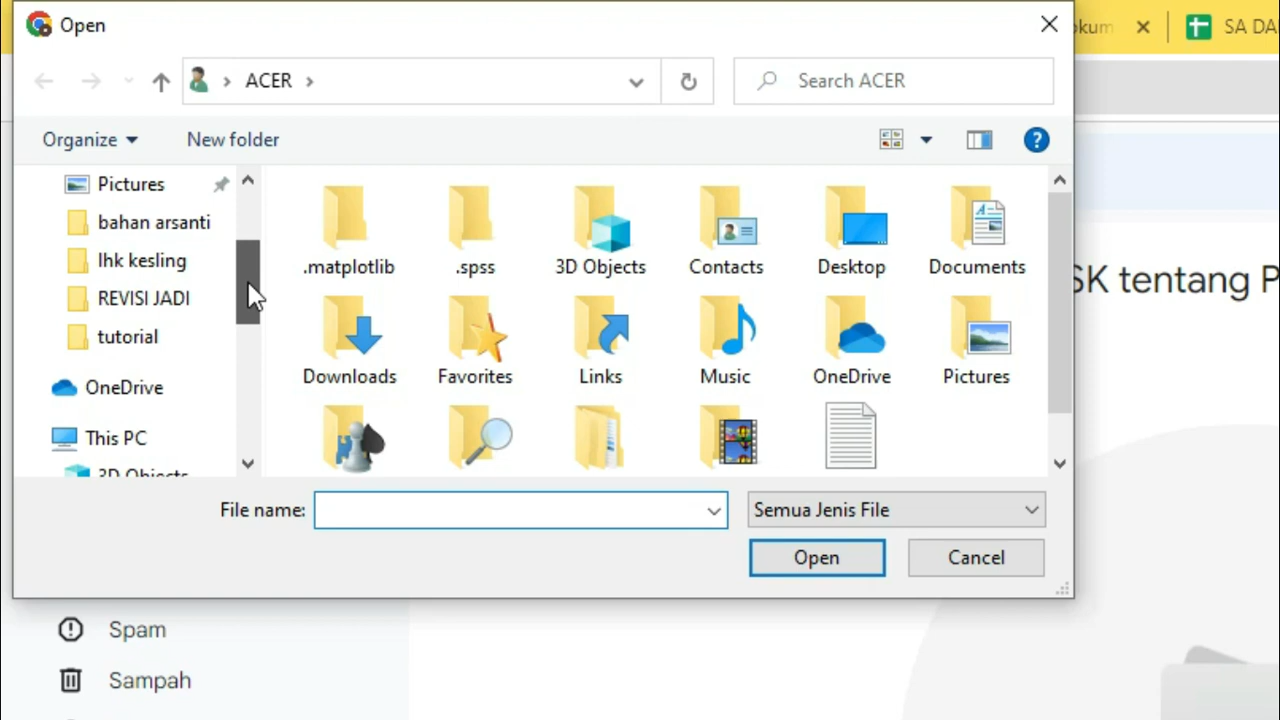 Open
okum
SA DA
ACER
Search ACER
Organize
New folder
Pictures
bahan arsanti
lhk kesling
REVISI JADI
tutorial
OneDrive
This PC
3D Objects
.matplotlib
.spss
3D Objects
Contacts
Desktop
Documents
Downloads
Favorites
Links
Music
OneDrive
Pictures
SK tentang P
File name:
Semua Jenis File
Open
Cancel
Spam
Sampah